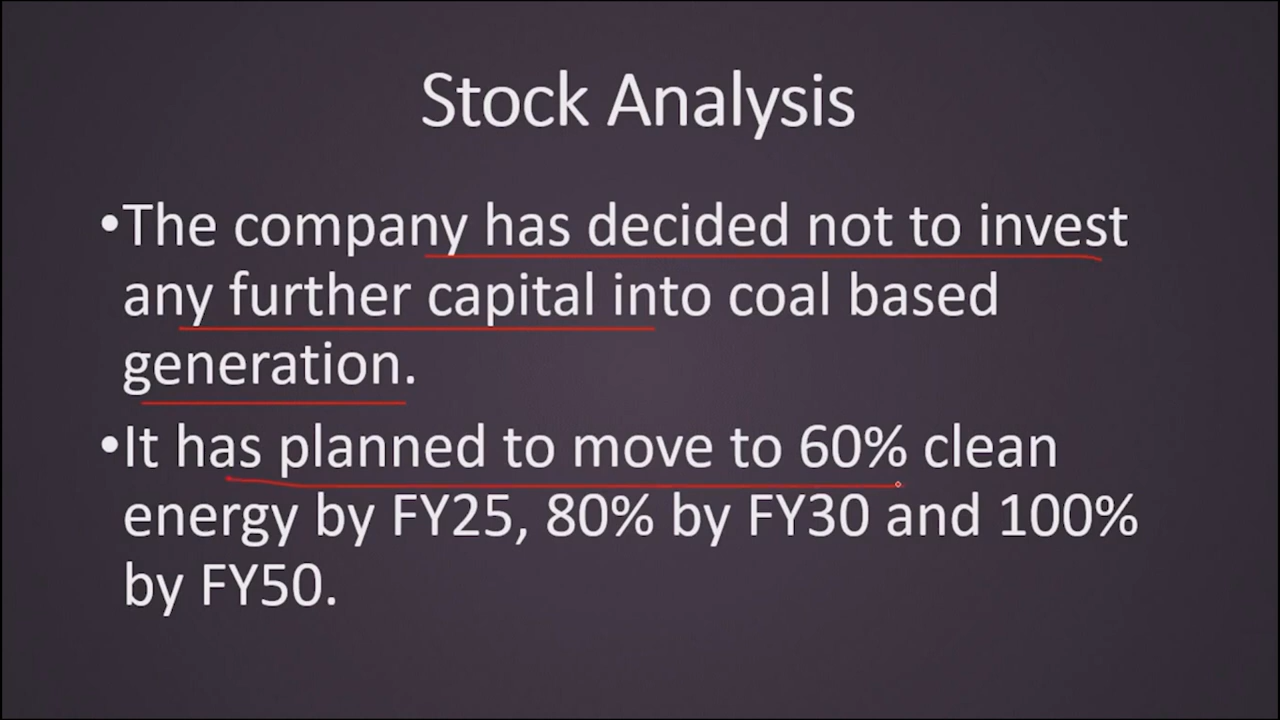 Stock Analysis
•The company has decided not to invest
any further capital into coal based
generation.
•It has planned to move to 60% clean
energy by FY25, 80% by FY30 and 100%
by FY50.